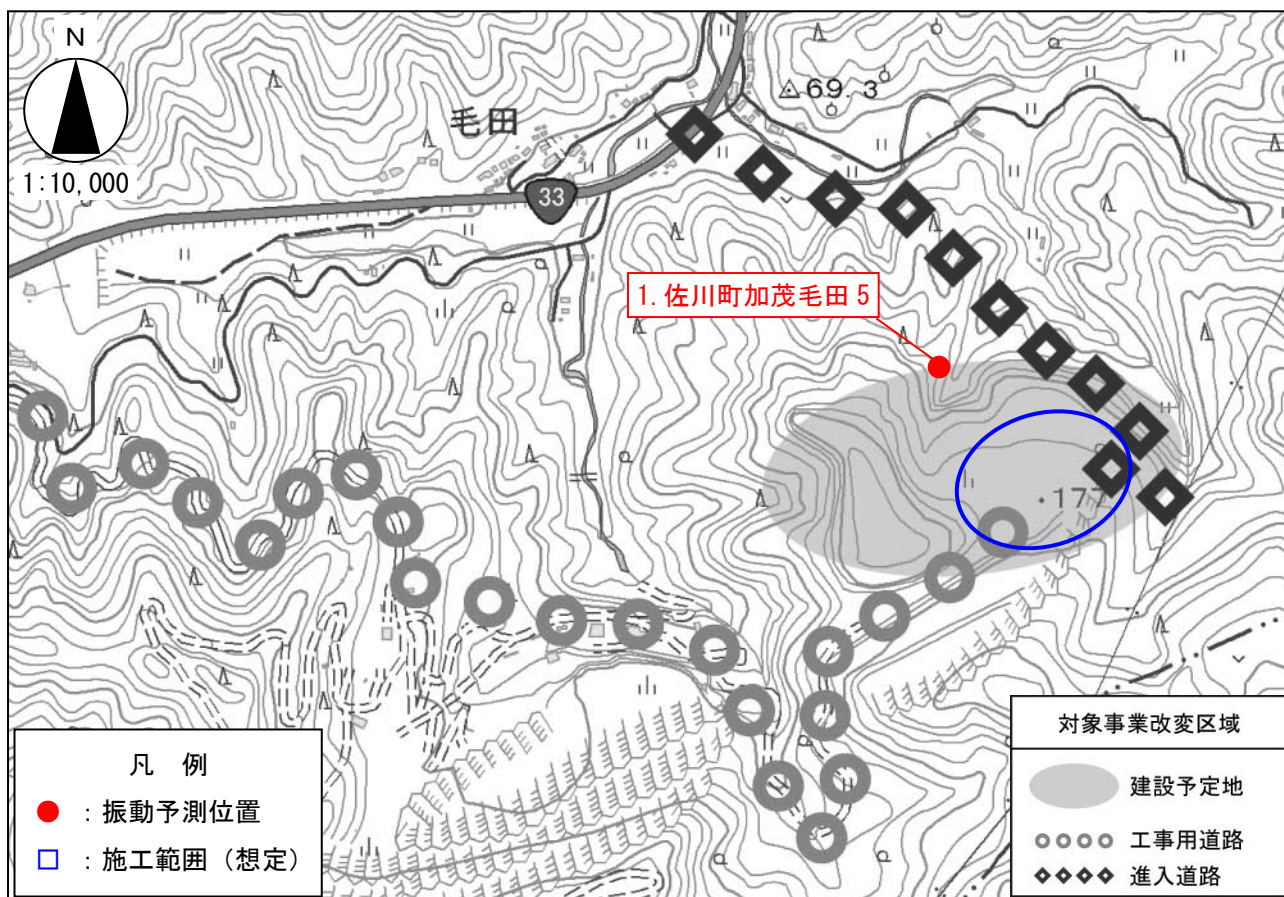 N
1:10,000
毛田
33
69.3
1. 佐川町加茂毛田 5
177
凡 例
: 振動予測位置
: 施工範囲（想定）
対象事業改変区域
建設予定地
工事用道路
進入道路